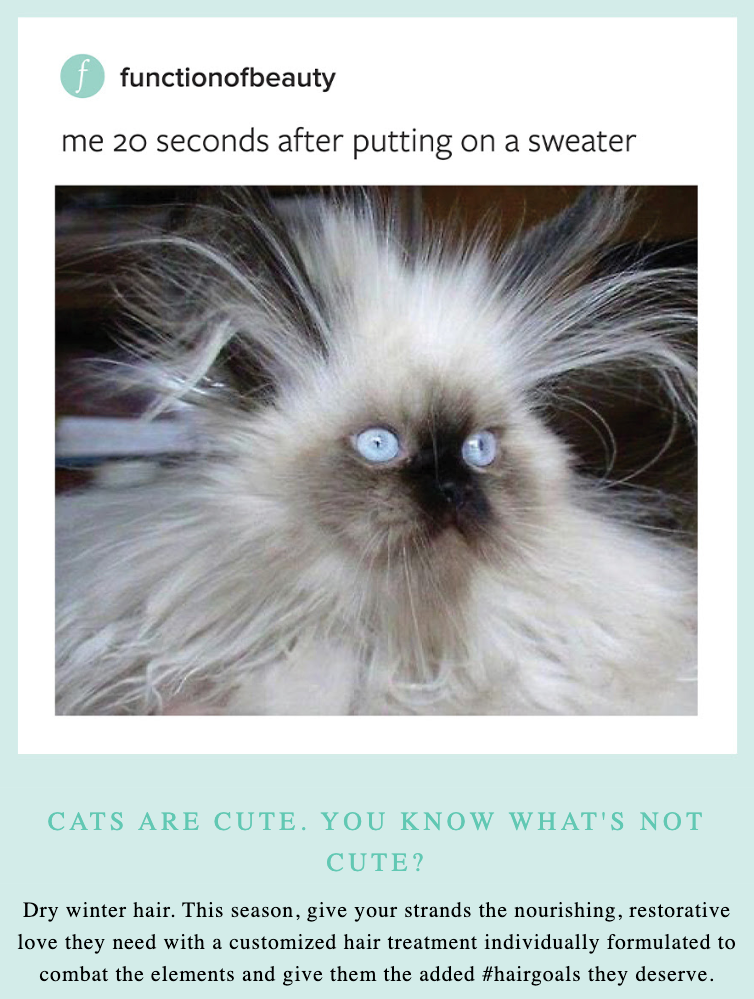 f
functionofbeauty
me 20 seconds after putting on a sweater
CATS ARE CUTE. YOU KNOW WHAT'S NOT
CUTE?
Dry winter hair. This season, give your strands the nourishing, restorative
love they need with a customized hair treatment individually formulated to
combat the elements and give them the added #hairgoals they deserve.